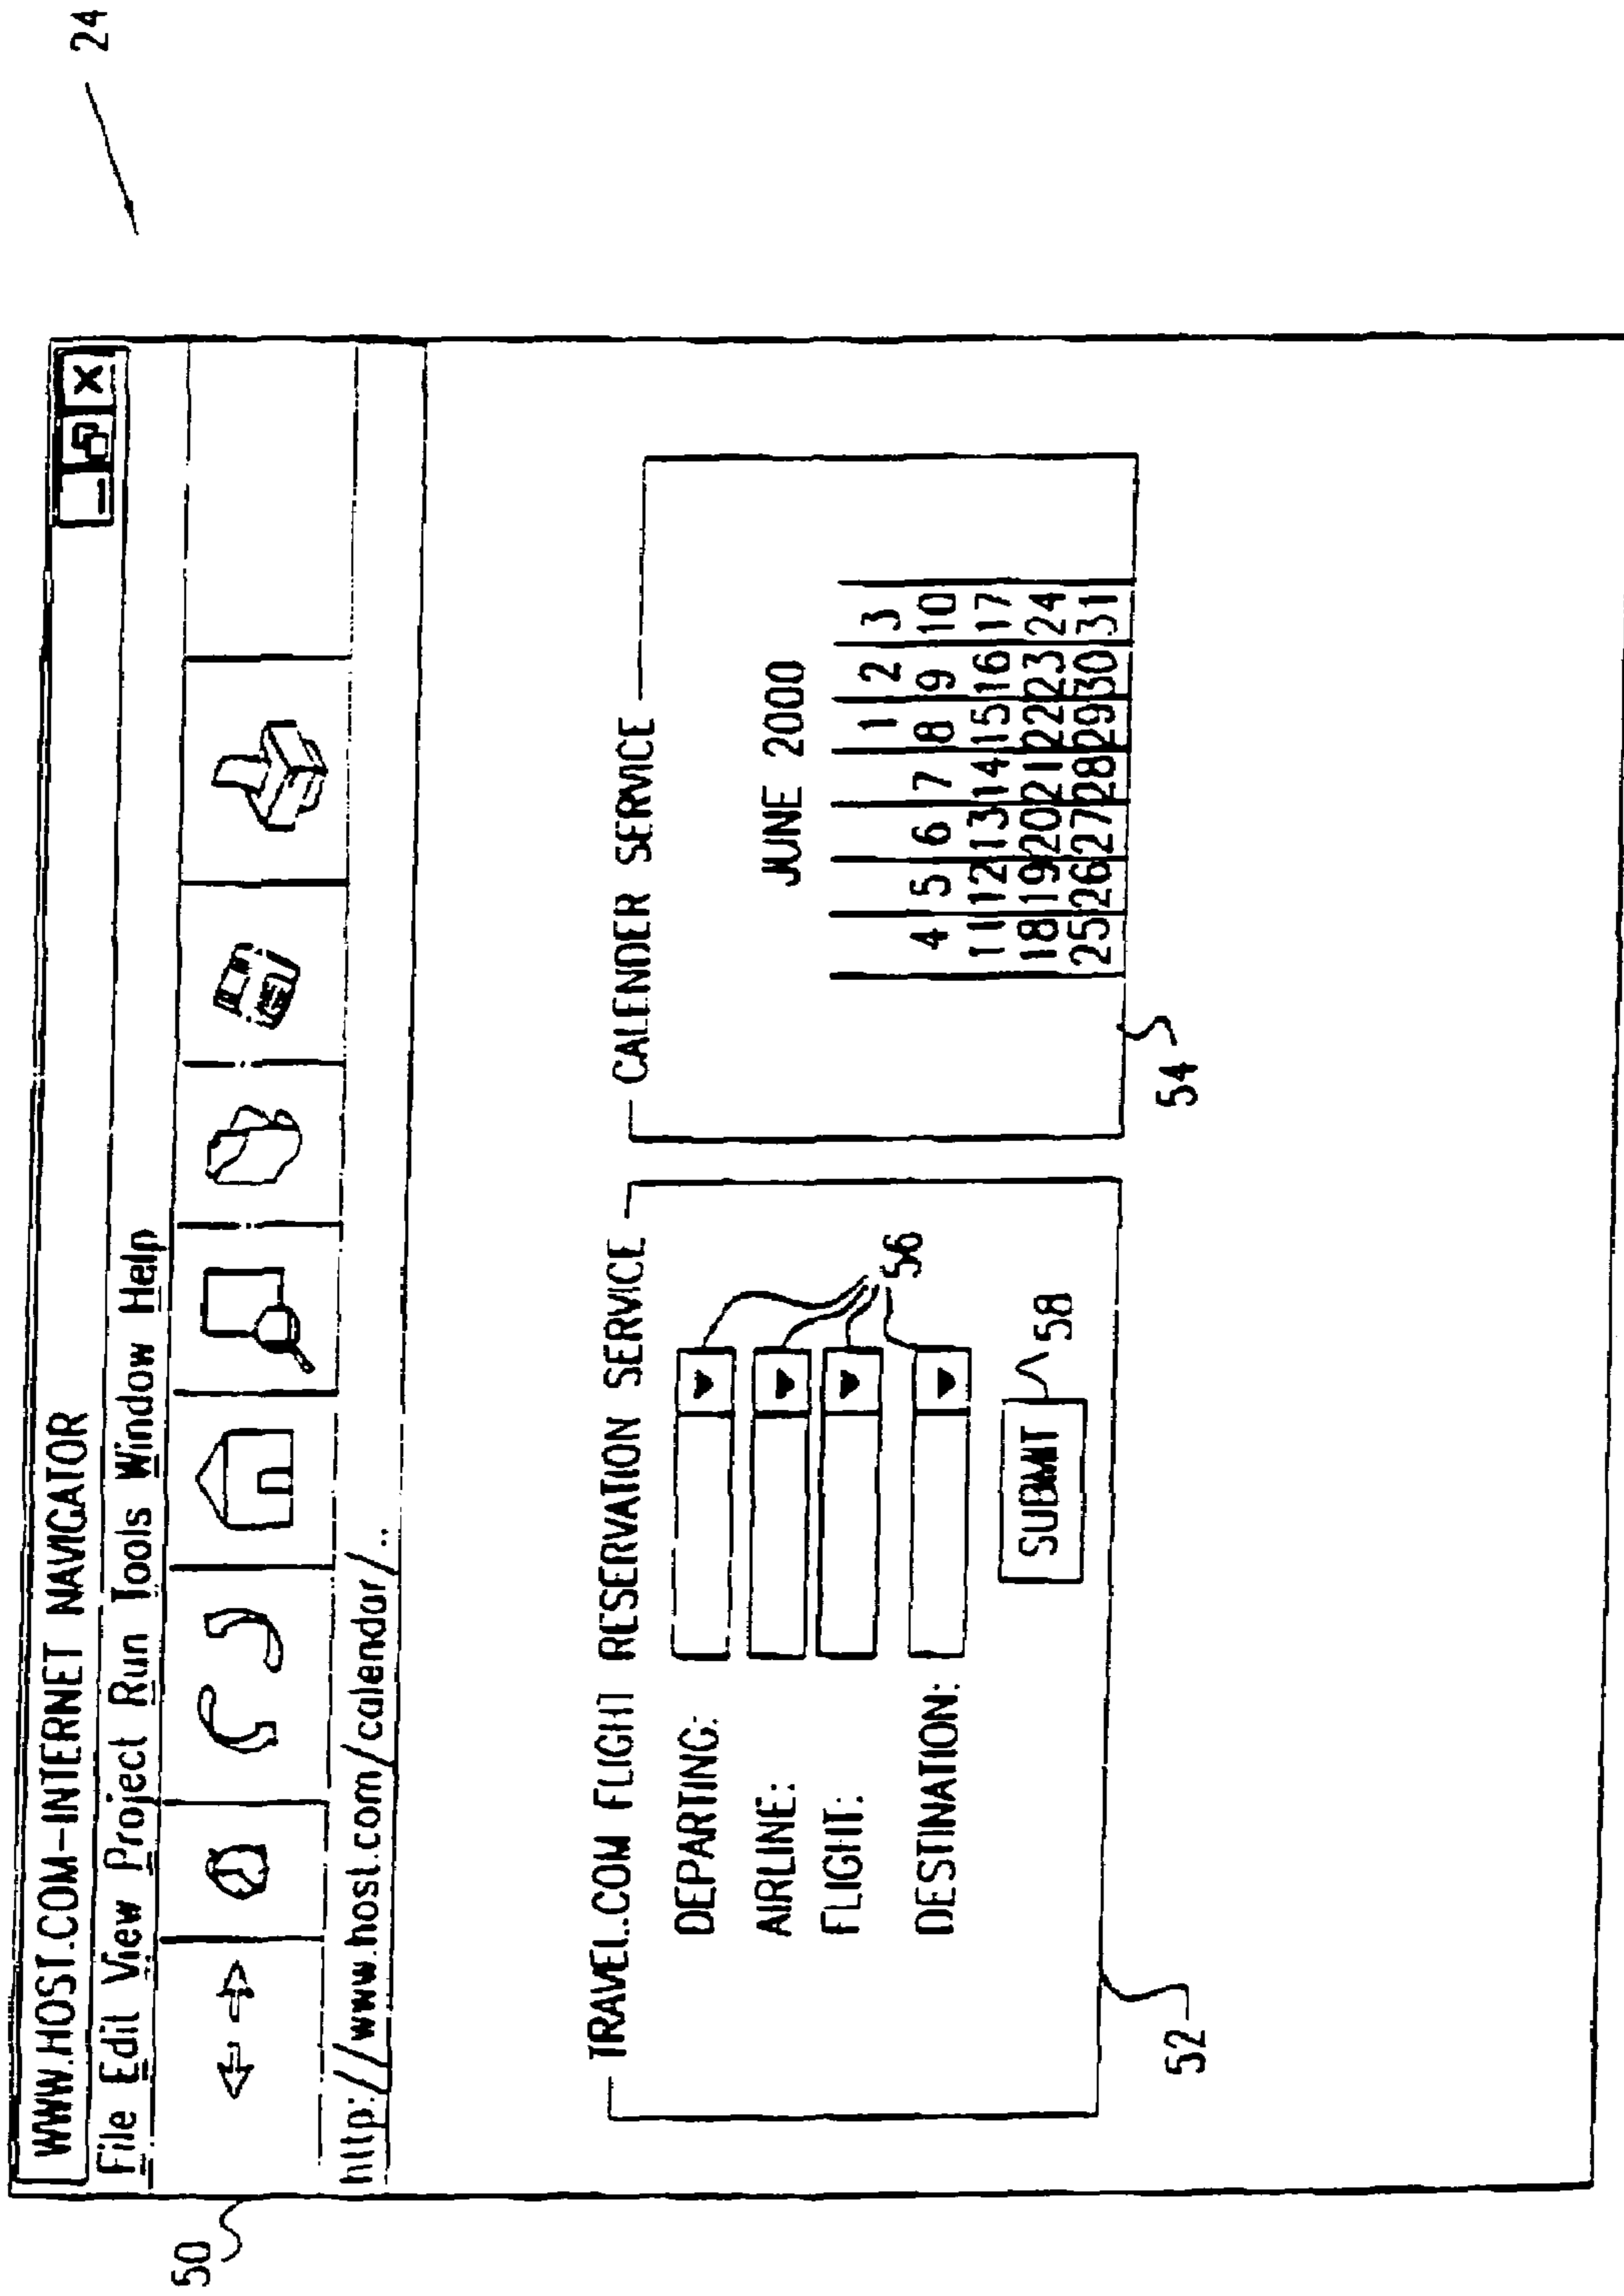 24
50
WWW.HOST.COM-INTERNET NAVIGATOR
File Edit View Project Run Tools Window Help
http://www.host.com/calendar/..
TRAVEL.COM FLIGHT RESERVATION SERVICE
DEPARTING:
AIRLINE:
FLIGHT:
DESTINATION:
56
SUBMIT
58
52
CALENDER SERVICE
JUNE 2000
1 2 3
4 5 6 7 8 9 10
11 12 13 14 15 16 17
18 19 20 21 22 23 24
25 26 27 28 29 30 31
54